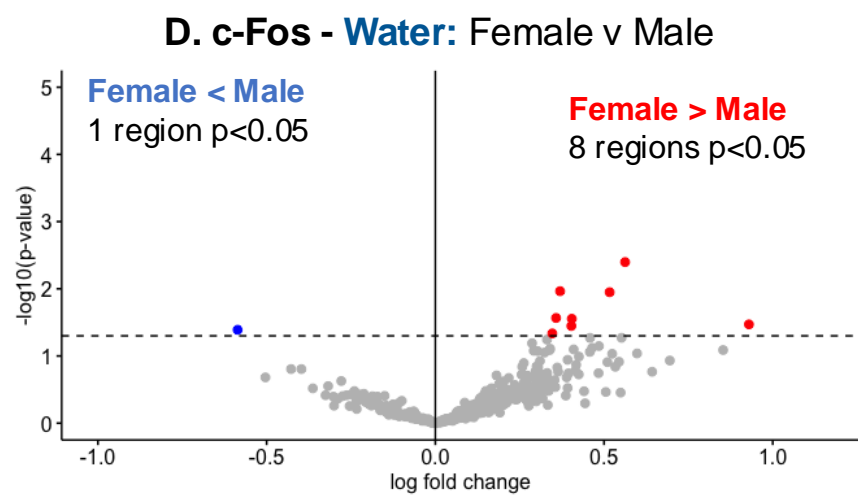 D. c-Fos - Water: Female v Male
Female < Male
1 region p<0.05
Female > Male
8 regions p<0.05
-log10(p-value)
5
4
3
2
1
0
-1.0 -0.5 0.0 0.5 1.0
log fold change